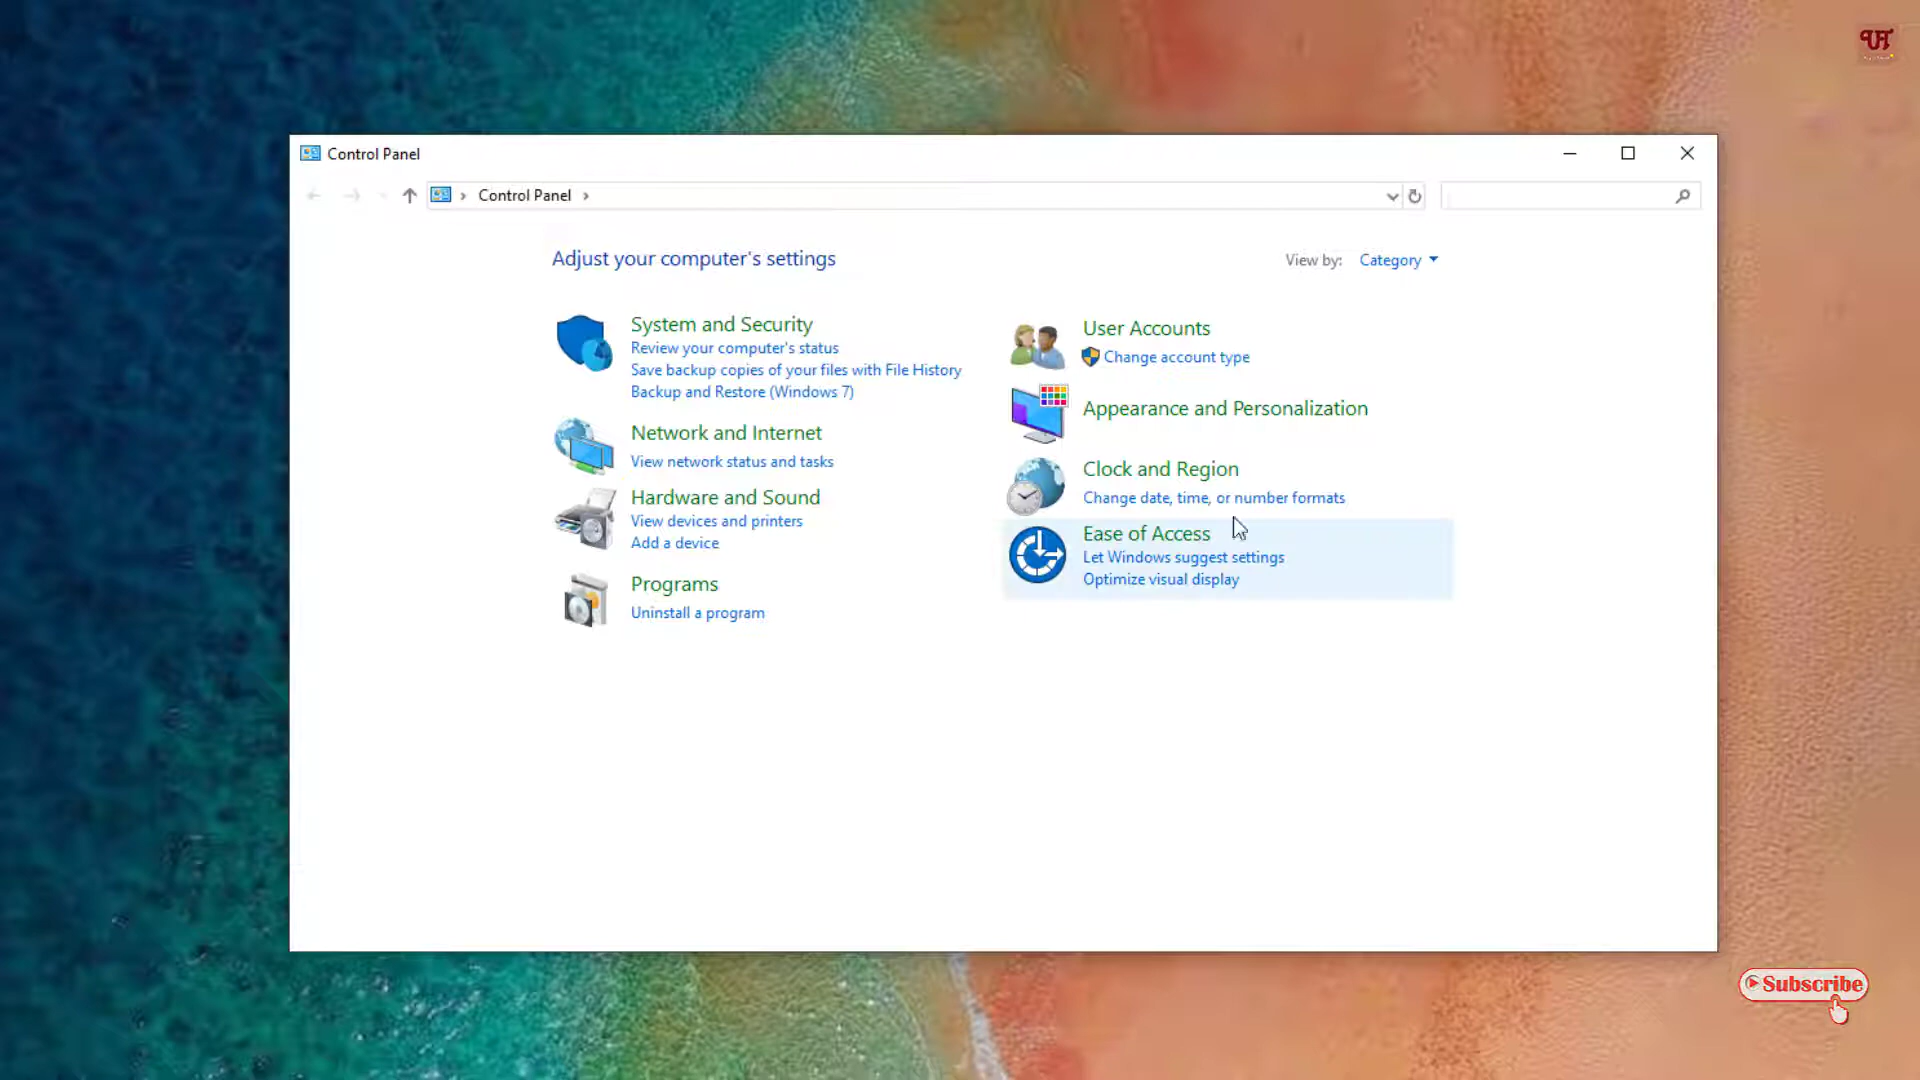 Control Panel
Control Panel
Adjust your computer's settings
View by: Category
System and Security
Review your computer's status
Save backup copies of your files with File History
Backup and Restore (Windows 7)
Network and Internet
View network status and tasks
Hardware and Sound
View devices and printers
Add a device
Programs
Uninstall a program
User Accounts
Change account type
Appearance and Personalization
Clock and Region
Change date, time, or number formats
Ease of Access
Let Windows suggest settings
Optimize visual display
Subscribe